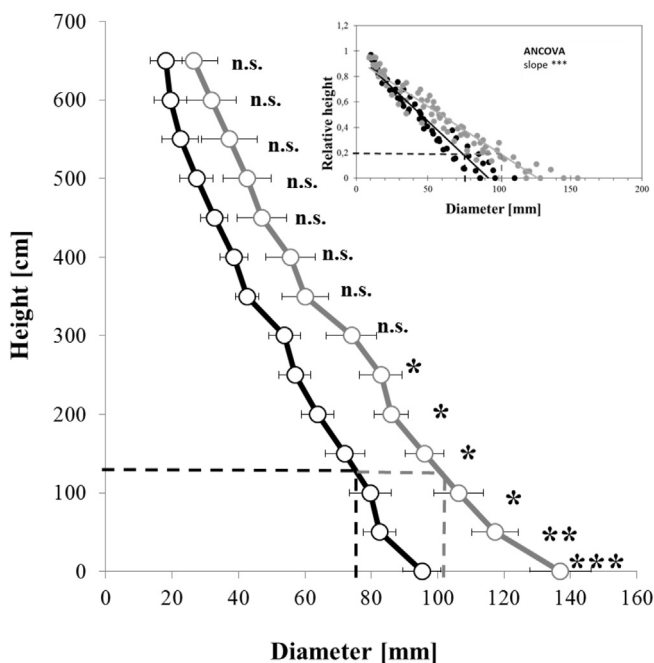 Height [cm]
700
600
500
400
300
200
100
0
0 20 40 60 80 100 120 140 160
Diameter [mm]
n.s.
n.s.
n.s.
n.s.
n.s.
n.s.
n.s.
n.s.
*
*
*
*
**
***
Relative height
1,2
1
0,8
0,6
0,4
0,2
0
0 50 100 150 200
Diameter [mm]
ANCOVA
slope ***